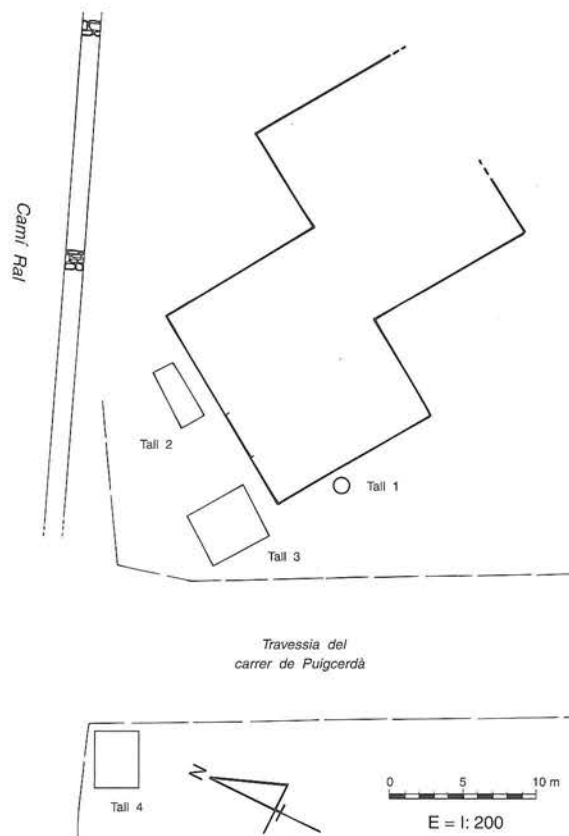 Camí Ral
Tall 2
Tall 1
Tall 3
Travessia del
carrer de Puigcerdà
Tall 4
N
0 5 10 m
E = I: 200